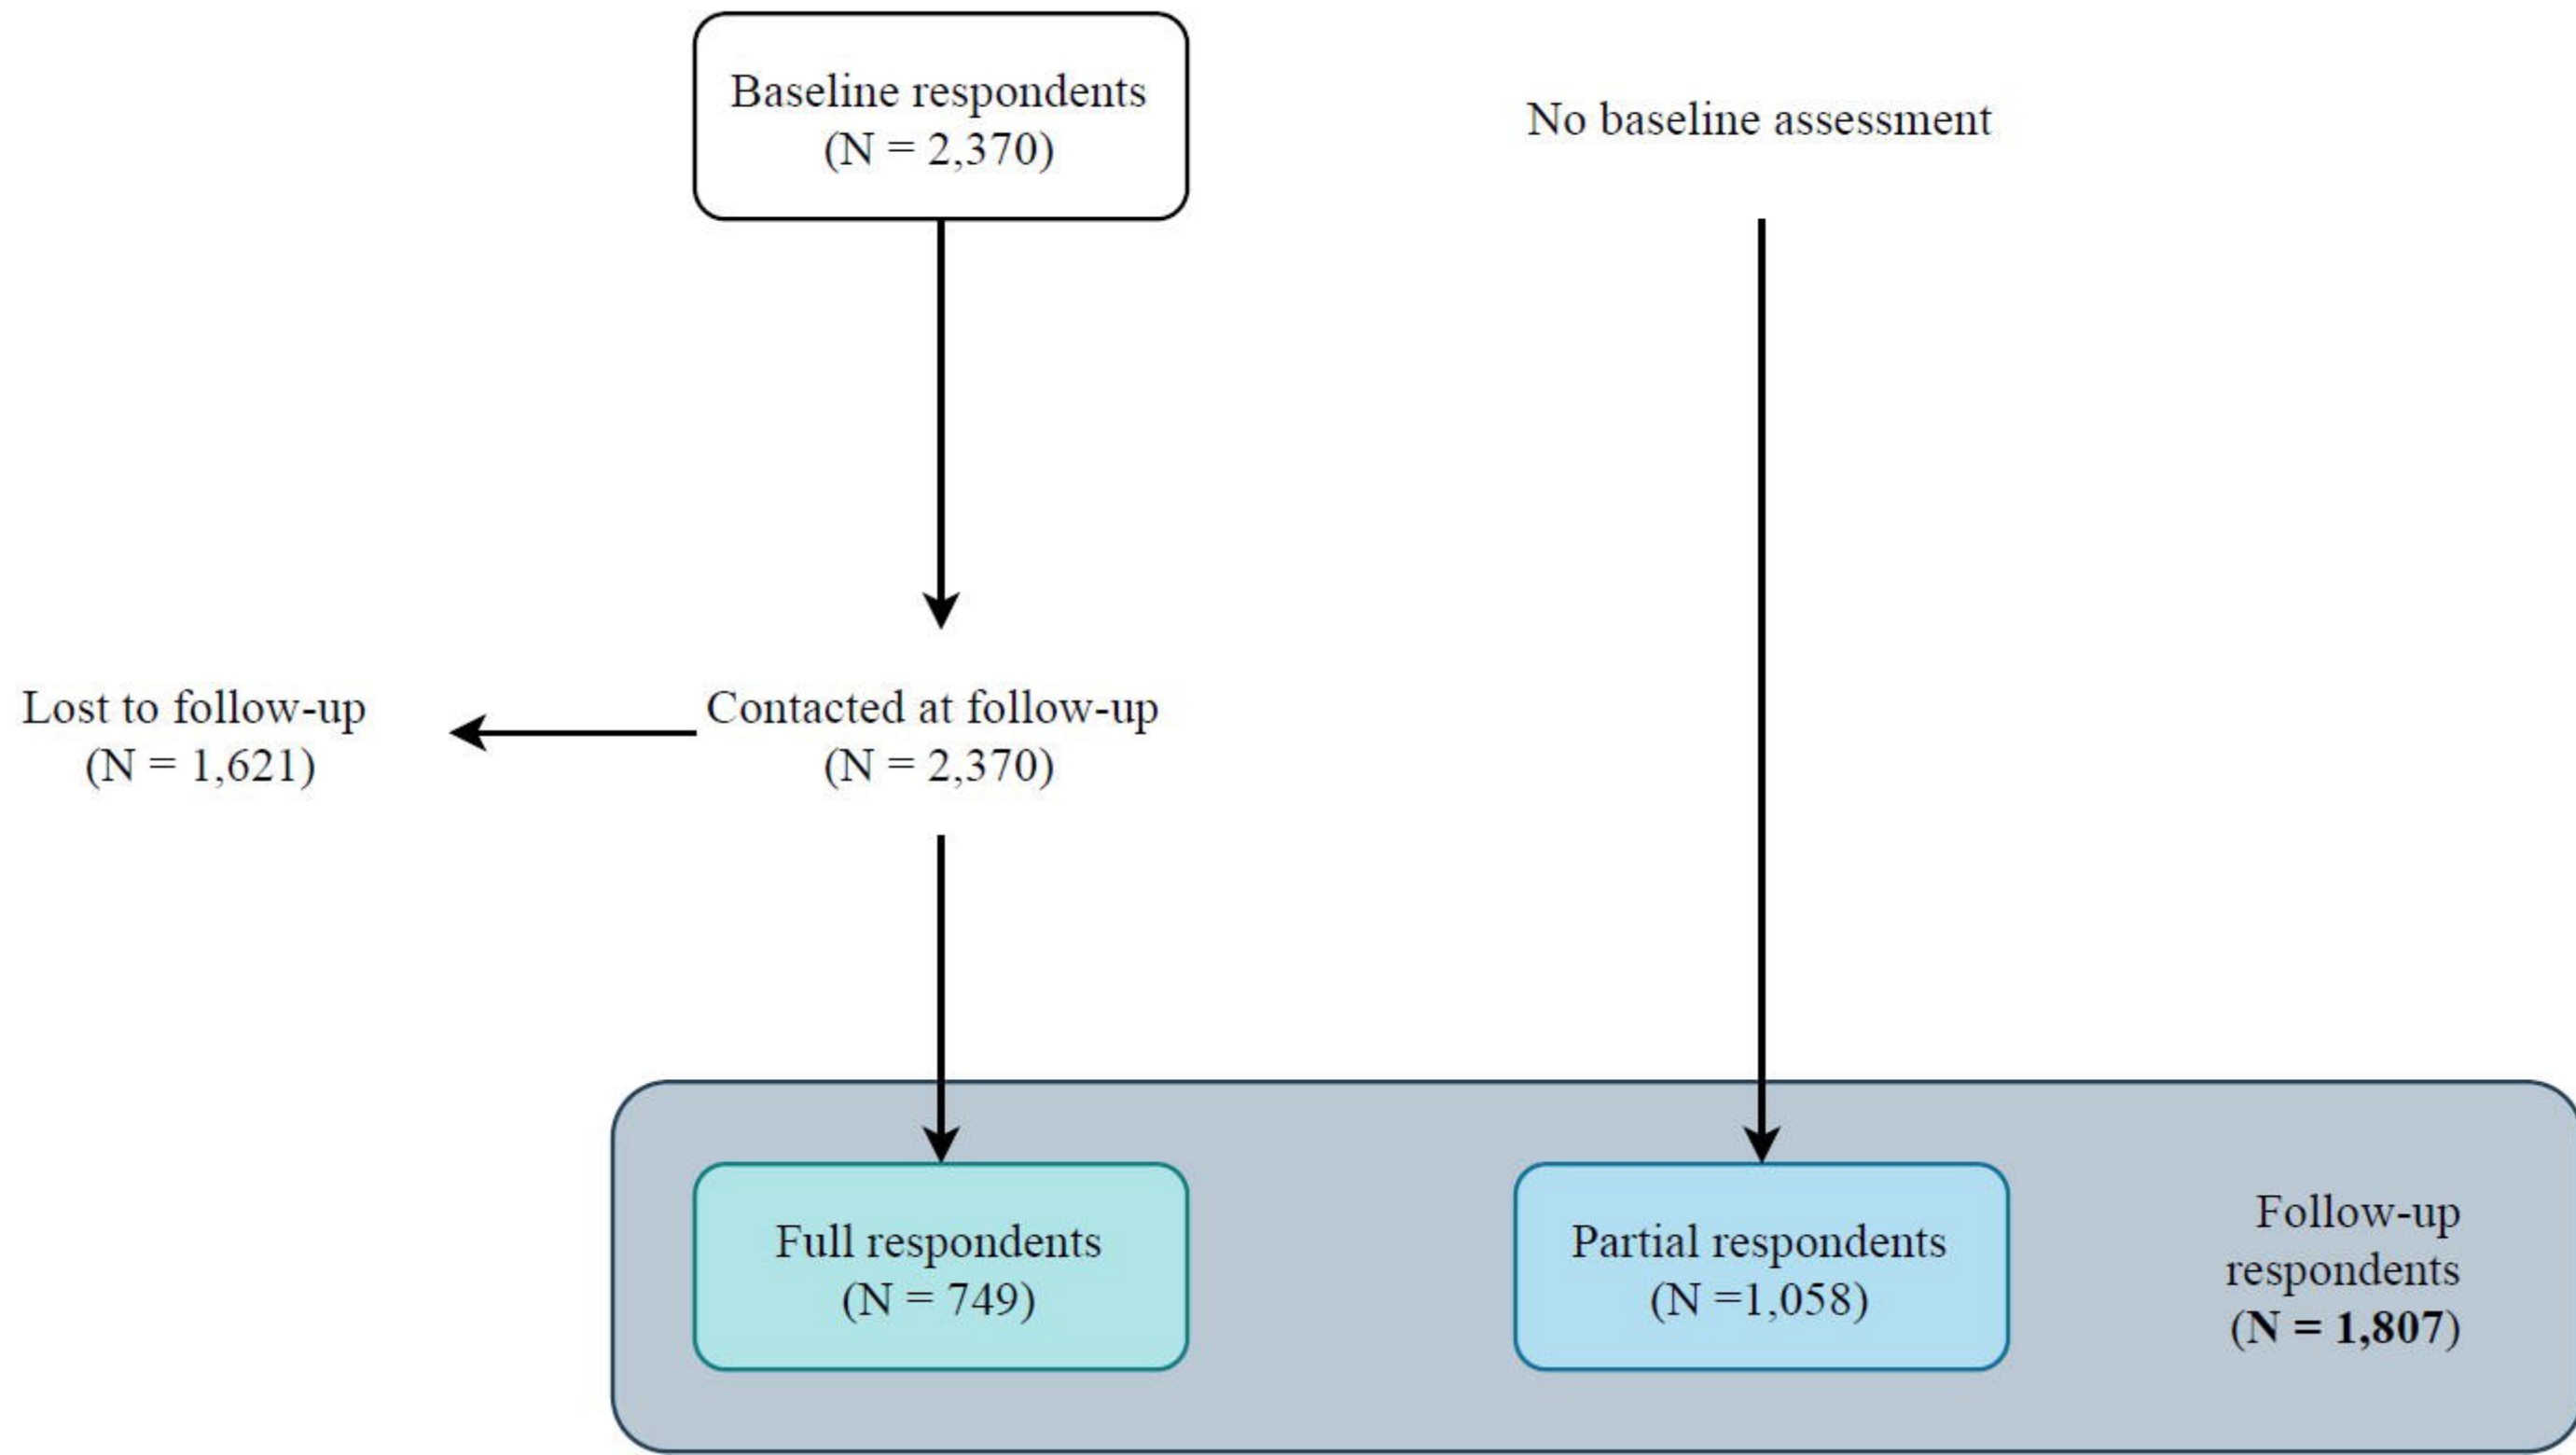 Baseline respondents
(N = 2,370)
No baseline assessment
Lost to follow-up
(N = 1,621)
Contacted at follow-up
(N = 2,370)
Full respondents
(N = 749)
Partial respondents
(N =1,058)
Follow-up
respondents
(N = 1,807)